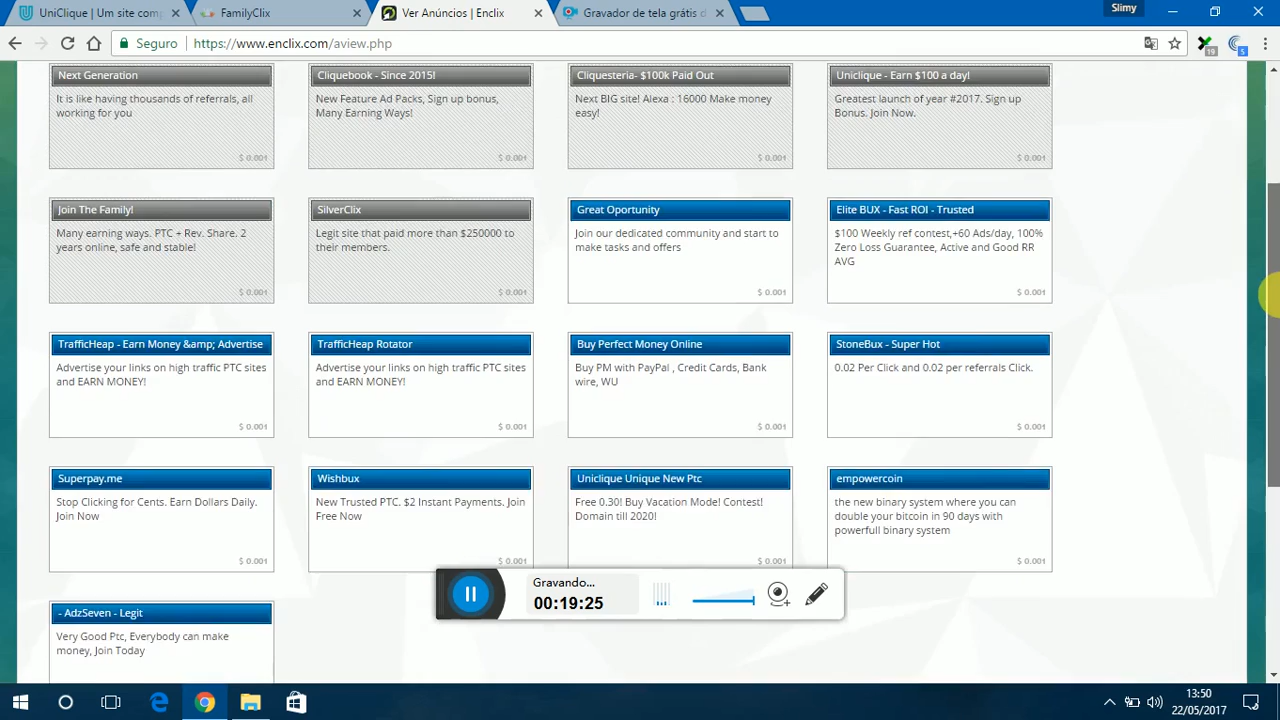 UniClique | Um site comp
FamilyClix
Ver Anúncios | Enclix
Gravador de tela grátis d
Slimy
Seguro
https://www.enclix.com/aview.php
19
5
Next Generation
It is like having thousands of referrals, all
working for you
$ 0.001
Cliquebook - Since 2015!
New Feature Ad Packs, Sign up bonus,
Many Earning Ways!
$ 0.001
Cliquesteria- $100k Paid Out
Next BIG site! Alexa : 16000 Make money
easy!
$ 0.001
Uniclique - Earn $100 a day!
Greatest launch of year #2017. Sign up
Bonus. Join Now.
$ 0.001
Join The Family!
Many earning ways. PTC + Rev. Share. 2
years online, safe and stable!
$ 0.001
SilverClix
Legit site that paid more than $250000 to
their members.
$ 0.001
Great Oportunity
Join our dedicated community and start to
make tasks and offers
$ 0.001
Elite BUX - Fast ROI - Trusted
$100 Weekly ref contest,+60 Ads/day, 100%
Zero Loss Guarantee, Active and Good RR
AVG
$ 0.001
TrafficHeap - Earn Money &amp; Advertise
Advertise your links on high traffic PTC sites
and EARN MONEY!
$ 0.001
TrafficHeap Rotator
Advertise your links on high traffic PTC sites
and EARN MONEY!
$ 0.001
Buy Perfect Money Online
Buy PM with PayPal , Credit Cards, Bank
wire, WU
$ 0.001
StoneBux - Super Hot
0.02 Per Click and 0.02 per referrals Click.
$ 0.001
Superpay.me
Stop Clicking for Cents. Earn Dollars Daily.
Join Now
$ 0.001
Wishbux
New Trusted PTC. $2 Instant Payments. Join
Free Now
$ 0.001
Uniclique Unique New Ptc
Free 0.30! Buy Vacation Mode! Contest!
Domain till 2020!
$ 0.001
empowercoin
the new binary system where you can
double your bitcoin in 90 days with
powerfull binary system
$ 0.001
- AdzSeven - Legit
Very Good Ptc, Everybody can make
money, Join Today
Gravando...
00:19:25
13:50
22/05/2017